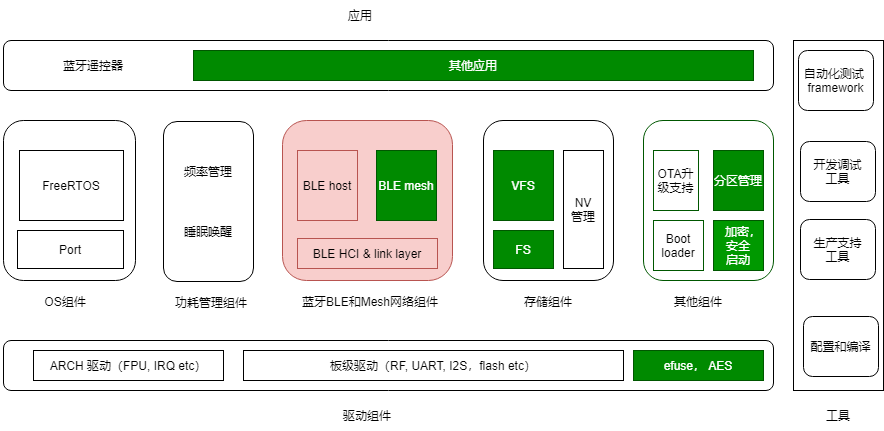 应用
蓝牙遥控器
其他应用
FreeRTOS
Port
OS组件
频率管理
睡眠唤醒
功耗管理组件
BLE host
BLE mesh
BLE HCI & link layer
蓝牙BLE和Mesh网络组件
VFS
FS
NV
管理
存储组件
OTA升
级支持
分区管理
Boot
loader
加密，
安全
启动
其他组件
ARCH 驱动（FPU, IRQ etc）
板级驱动（RF, UART, I2S，flash etc）
efuse， AES
驱动组件
自动化测试
framework
开发调试
工具
生产支持
工具
配置和编译
工具